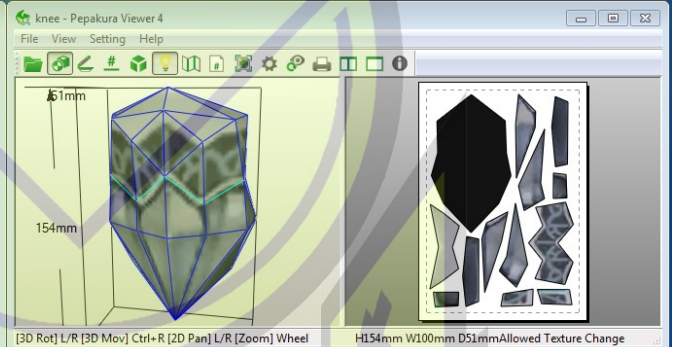 knee - Pepakura Viewer 4
File View Setting Help
51mm
154mm
[3D Rot] L/R [3D Mov] Ctrl+R [2D Pan] L/R [Zoom] Wheel
H154mm W100mm D51mmAllowed Texture Change